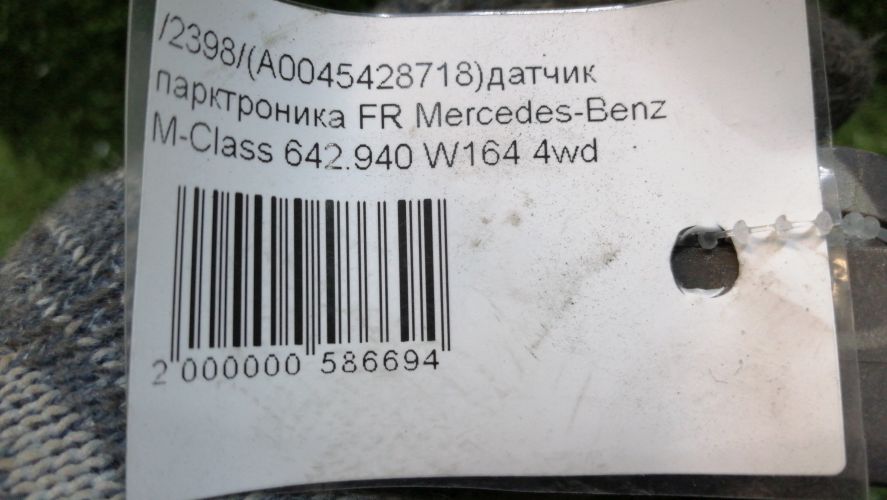 /2398/(A0045428718)датчик
парктроника FR Mercedes-Benz
M-Class 642.940 W164 4wd
2 000000 586694